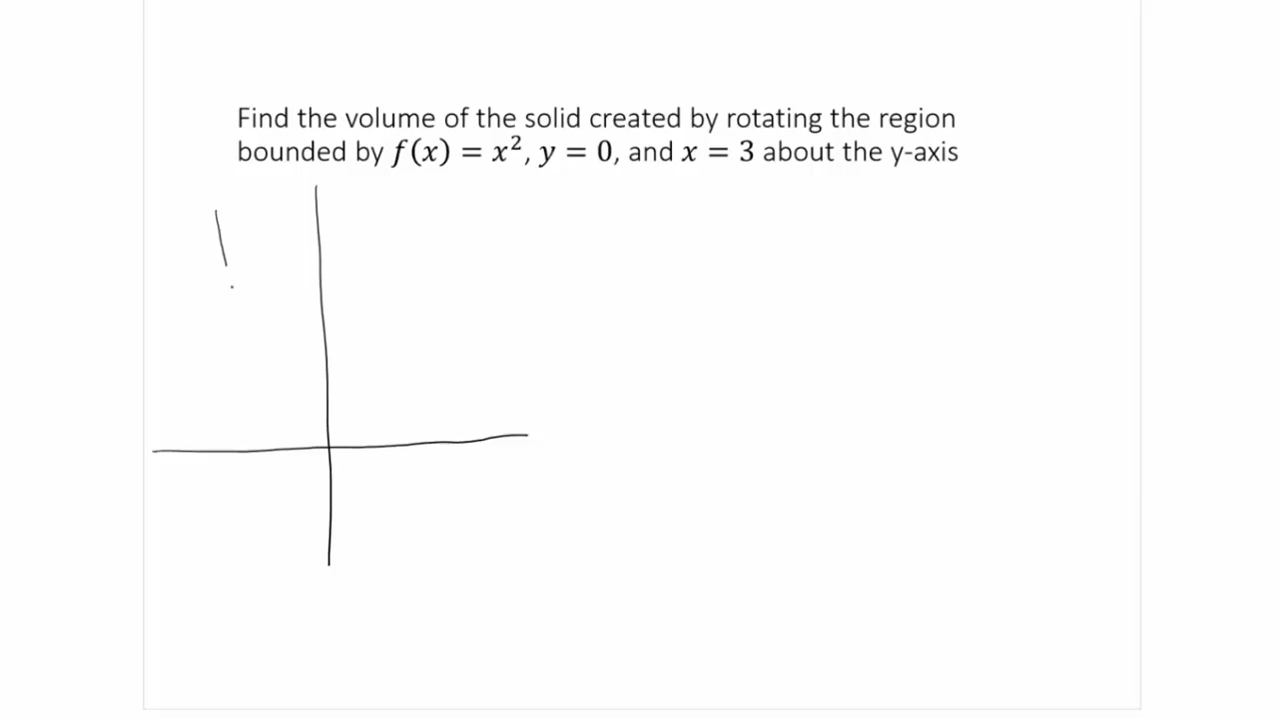 Find the volume of the solid created by rotating the region
bounded by f(x) = x², y = 0, and x = 3 about the y-axis